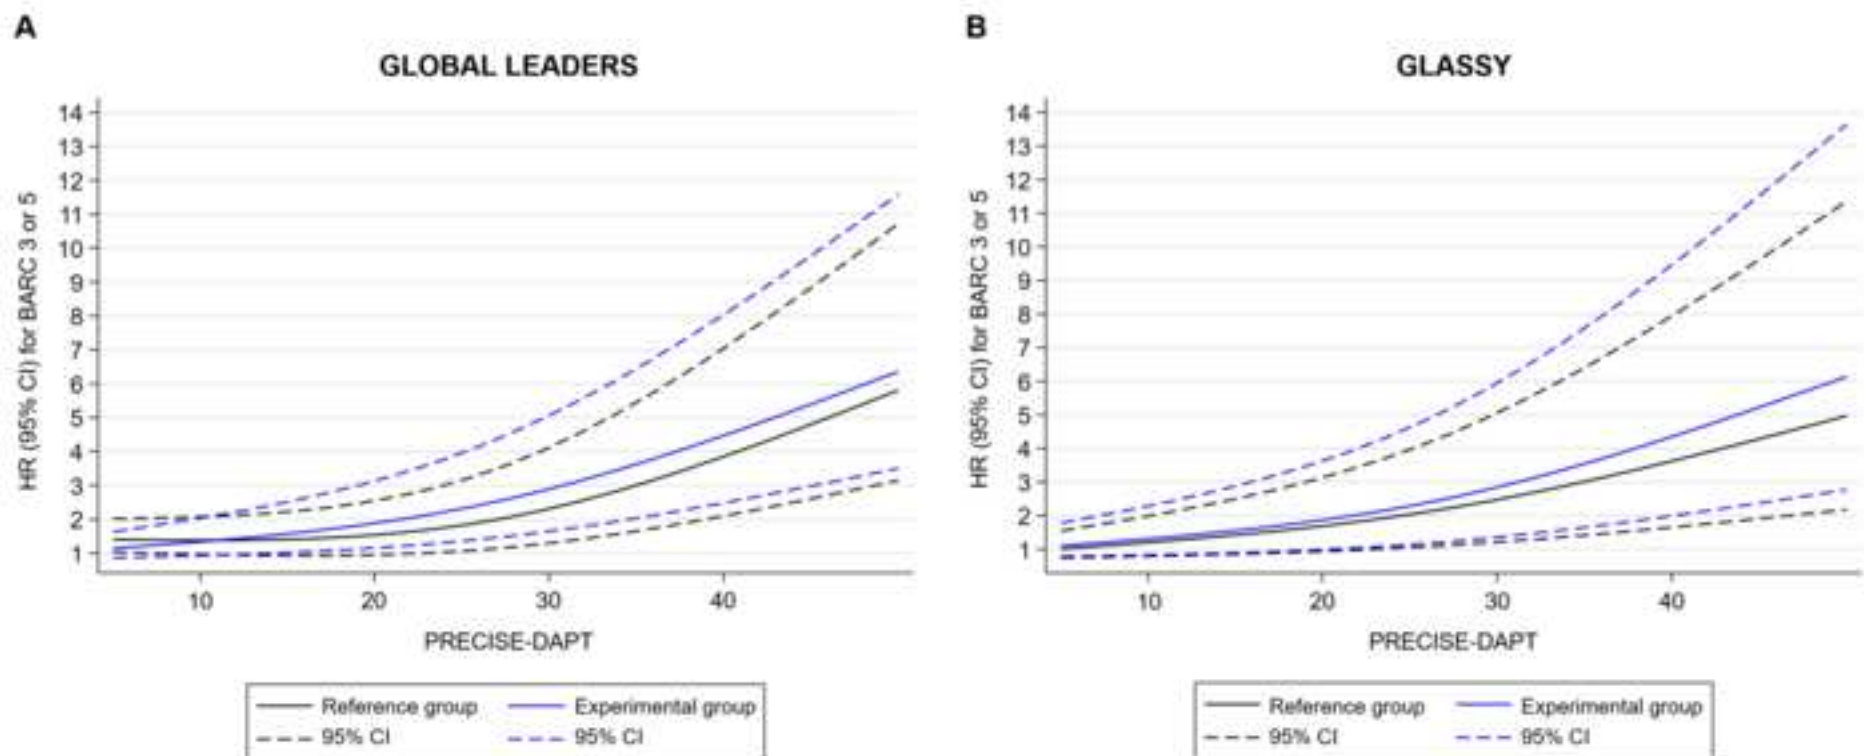 A
GLOBAL LEADERS
HR (95% CI) for BARC 3 or 5
14
13
12
11
10
9
8
7
6
5
4
3
2
1
10 20 30 40
PRECISE-DAPT
Reference group Experimental group
95% CI 95% CI
B
GLASSY
HR (95% CI) for BARC 3 or 5
14
13
12
11
10
9
8
7
6
5
4
3
2
1
10 20 30 40
PRECISE-DAPT
Reference group Experimental group
95% CI 95% CI